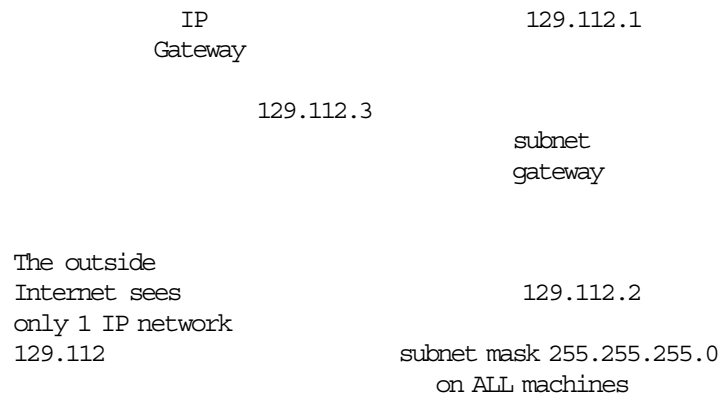 IP
Gateway
129.112.1
129.112.3
subnet
gateway
The outside
Internet sees
only 1 IP network
129.112
129.112.2
subnet mask 255.255.255.0
on ALL machines